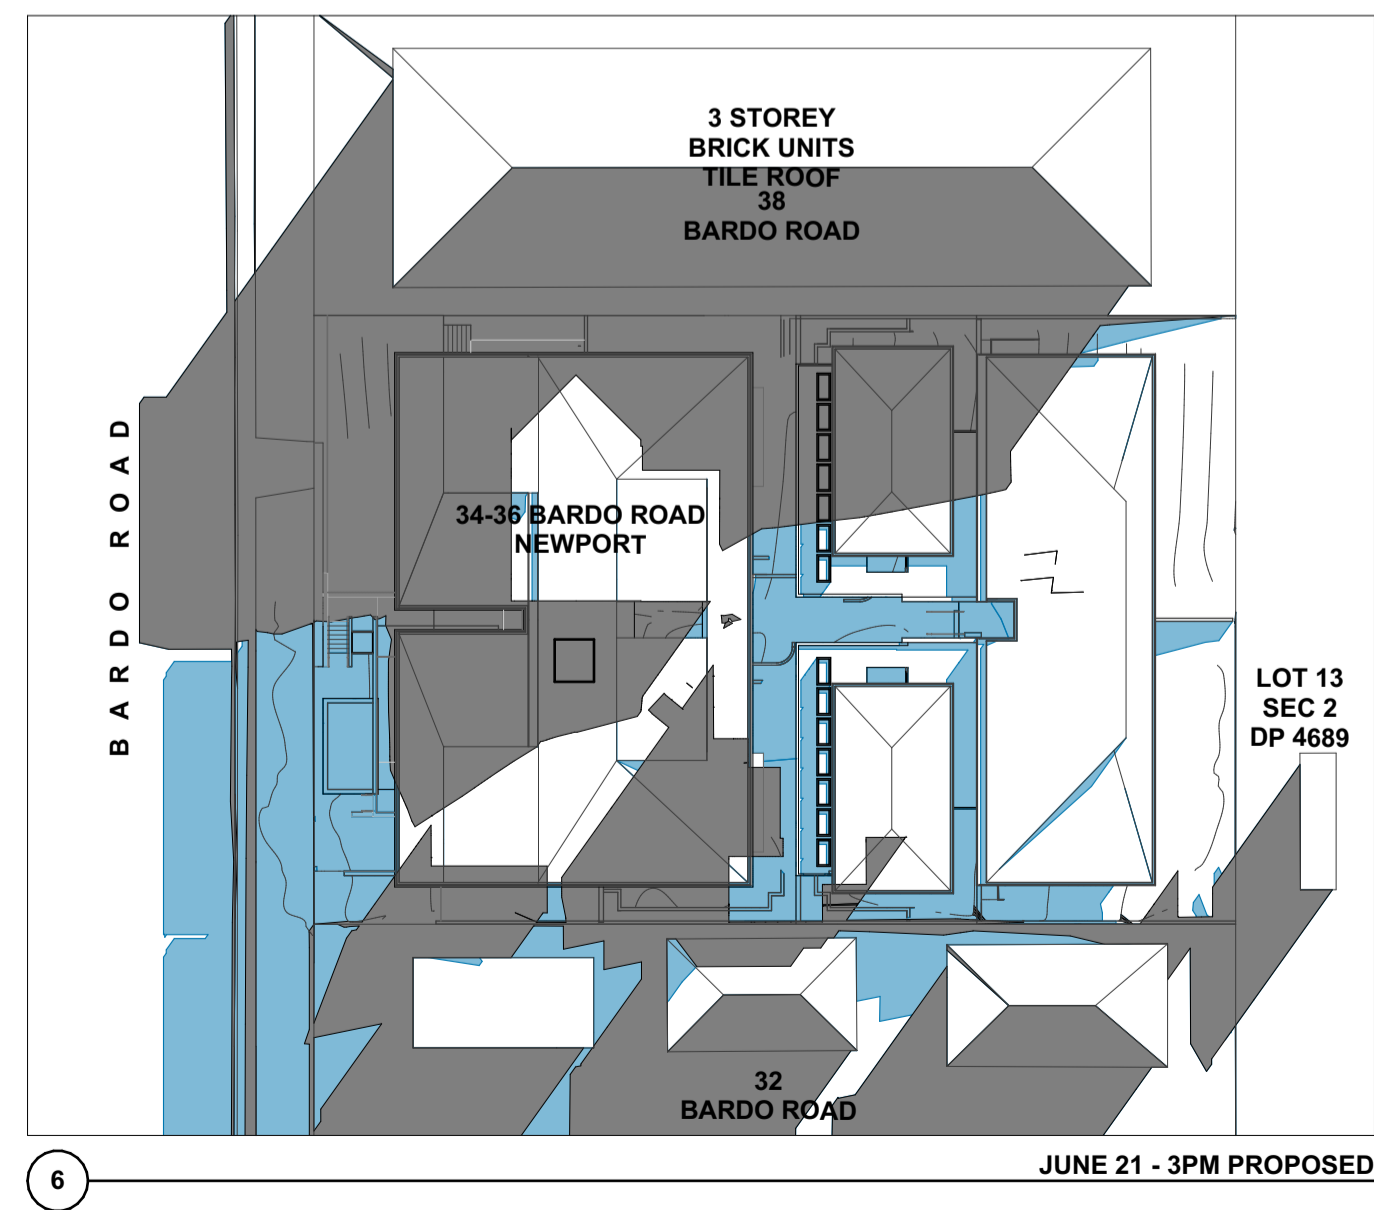 3 STOREY
BRICK UNITS
TILE ROOF
38
BARDO ROAD
BARDO ROAD
34-36 BARDO ROAD
NEWPORT
LOT 13
SEC 2
DP 4689
32
BARDO ROAD
6
JUNE 21 - 3PM PROPOSED